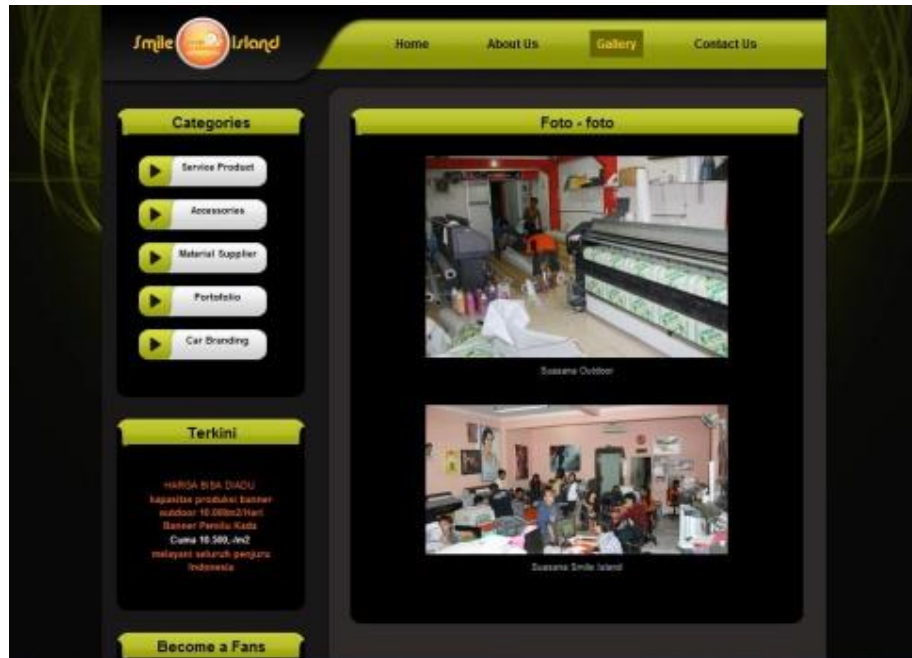 Smile Island
Home
About Us
Gallery
Contact Us
Categories
Service Product
Accessories
Material Supplier
Portofolio
Car Branding
Terkini
HARGA BISA DIADU
kapasitas produksi banner
outdoor 10.000m2/Hari
Banner Pemilu Kada
Cuma 10.500,-/m2
melayani seluruh penjuru
Indonesia
Become a Fans
Foto - foto
Suasana Outdoor
Suasana Smile Island